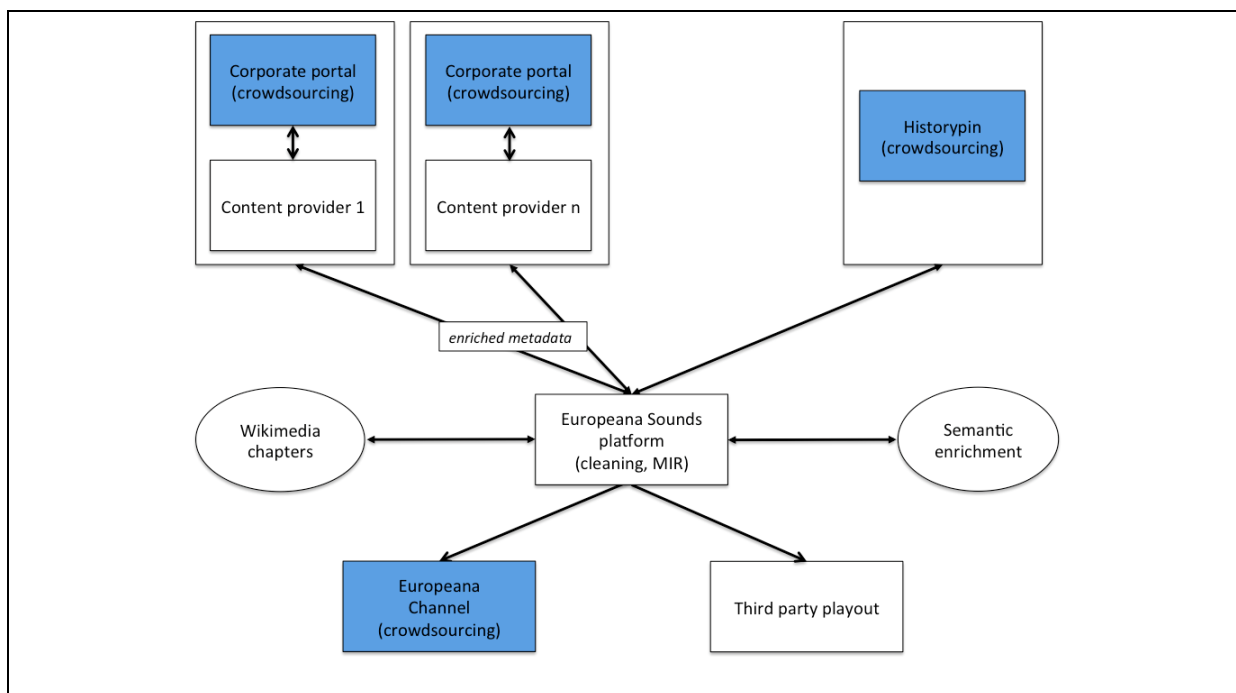 Corporate portal
(crowdsourcing)
Content provider 1
Corporate portal
(crowdsourcing)
Content provider n
Historypin
(crowdsourcing)
enriched metadata
Wikimedia
chapters
Europeana Sounds
platform
(cleaning, MIR)
Semantic
enrichment
Europeana
Channel
(crowdsourcing)
Third party playout